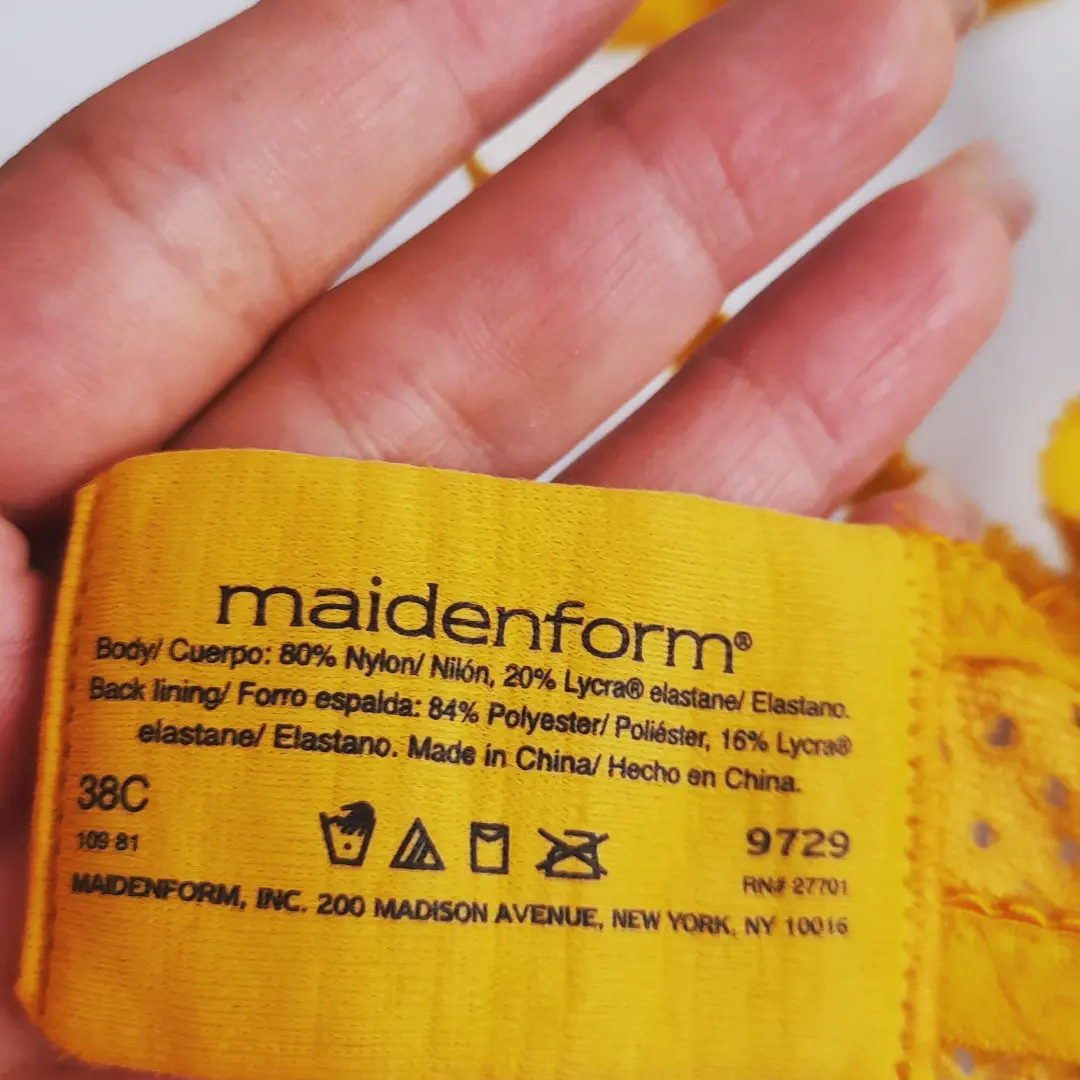 maidenform®
Body/ Cuerpo: 80% Nylon/ Nilón, 20% Lycra® elastane/ Elastano.
Back lining/ Forro espalda: 84% Polyester/ Poliéster, 16% Lycra®
elastane/ Elastano. Made in China/ Hecho en China.
38C
109 81
9729
RN# 27701
MAIDENFORM, INC. 200 MADISON AVENUE, NEW YORK, NY 10016